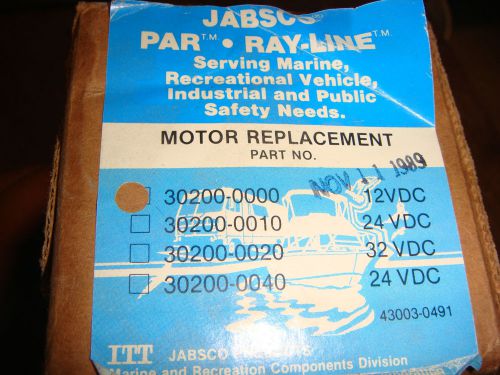 JABSCO®
PAR™ • RAY-LINE™
Serving Marine,
Recreational Vehicle,
Industrial and Public
Safety Needs.
MOTOR REPLACEMENT
PART NO.
NOV 11 1989
30200-0000 12VDC
30200-0010 24 VDC
30200-0020 32 VDC
30200-0040 24 VDC
43003-0491
ITT JABSCO PRODUCTS
Marine and Recreation Components Division